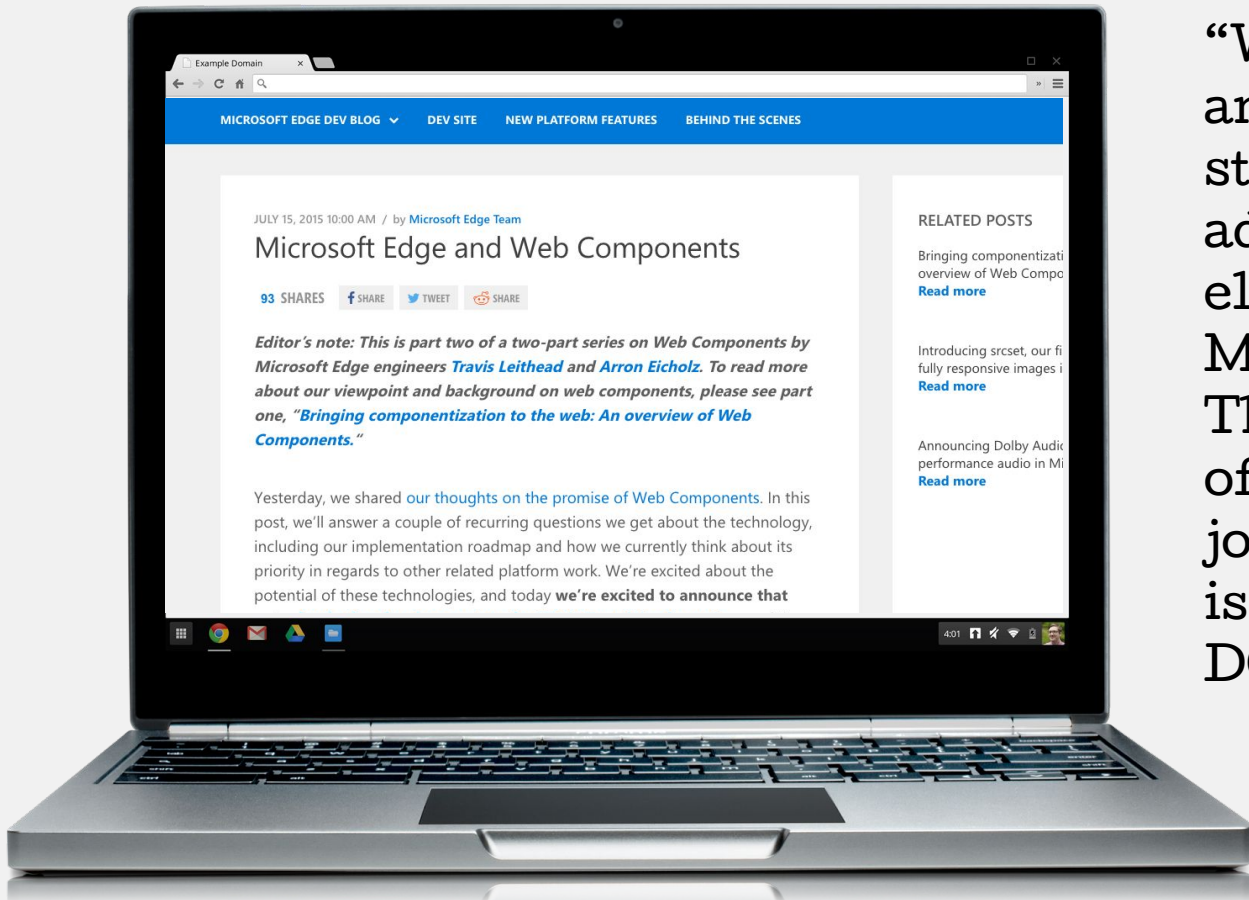 Example Domain
MICROSOFT EDGE DEV BLOG
DEV SITE
NEW PLATFORM FEATURES
BEHIND THE SCENES
JULY 15, 2015 10:00 AM / by Microsoft Edge Team
Microsoft Edge and Web Components
93 SHARES
SHARE
TWEET
SHARE
Editor's note: This is part two of a two-part series on Web Components by
Microsoft Edge engineers Travis Leithead and Arron Eicholz. To read more
about our viewpoint and background on web components, please see part
one, "Bringing componentization to the web: An overview of Web
Components."
Yesterday, we shared our thoughts on the promise of Web Components. In this
post, we'll answer a couple of recurring questions we get about the technology,
including our implementation roadmap and how we currently think about its
priority in regards to other related platform work. We're excited about the
potential of these technologies, and today we're excited to announce that
RELATED POSTS
Bringing componentizati
overview of Web Compo
Read more
Introducing srcset, our fi
fully responsive images i
Read more
Announcing Dolby Audio
performance audio in Mi
Read more
4:01
is